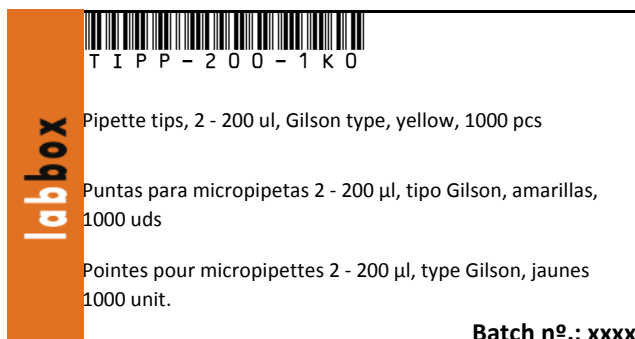 TIPP-200-1K0
labbox
Pipette tips, 2 - 200 ul, Gilson type, yellow, 1000 pcs
Puntas para micropipetas 2 - 200 µl, tipo Gilson, amarillas,
1000 uds
Pointes pour micropipettes 2 - 200 µl, type Gilson, jaunes
1000 unit.
Batch nº.: xxxx